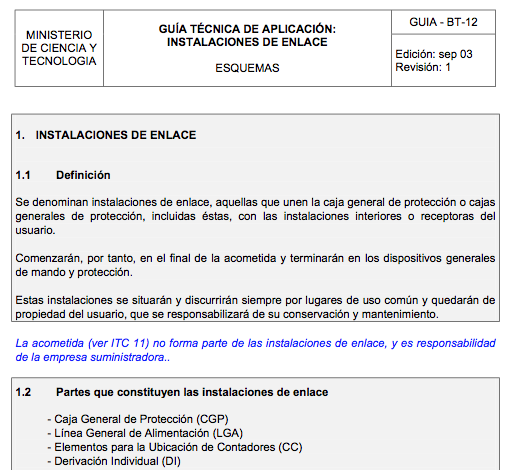 MINISTERIO
DE CIENCIA Y
TECNOLOGIA
GUÍA TÉCNICA DE APLICACIÓN:
INSTALACIONES DE ENLACE
ESQUEMAS
GUIA - BT-12
Edición: sep 03
Revisión: 1
1. INSTALACIONES DE ENLACE
1.1 Definición
Se denominan instalaciones de enlace, aquellas que unen la caja general de protección o cajas
generales de protección, incluidas éstas, con las instalaciones interiores o receptoras del
usuario.
Comenzarán, por tanto, en el final de la acometida y terminarán en los dispositivos generales
de mando y protección.
Estas instalaciones se situarán y discurrirán siempre por lugares de uso común y quedarán de
propiedad del usuario, que se responsabilizará de su conservación y mantenimiento.
La acometida (ver ITC 11) no forma parte de las instalaciones de enlace, y es responsabilidad
de la empresa suministradora..
1.2 Partes que constituyen las instalaciones de enlace
- Caja General de Protección (CGP)
- Línea General de Alimentación (LGA)
- Elementos para la Ubicación de Contadores (CC)
- Derivación Individual (DI)